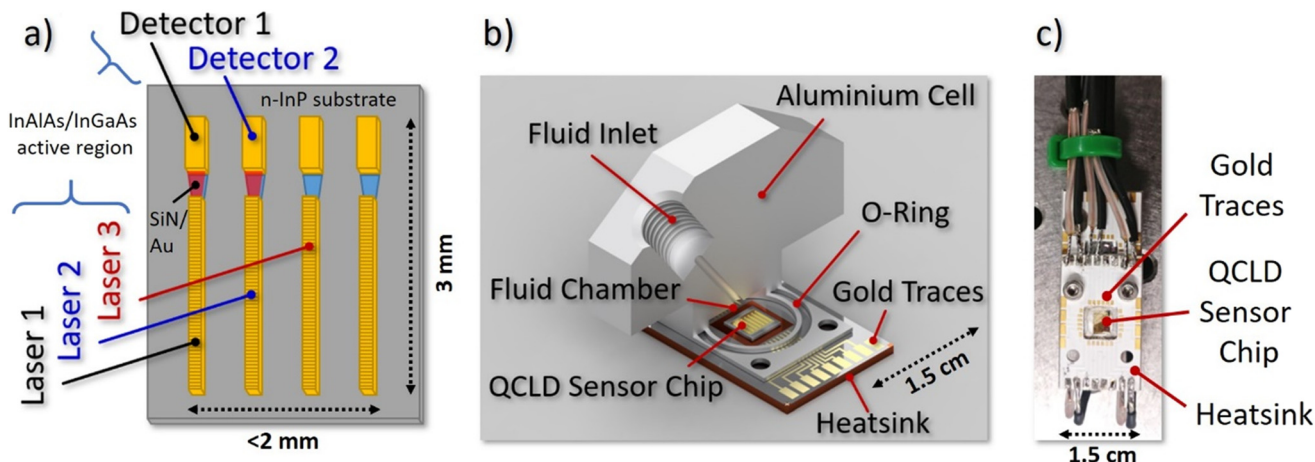 a)
Detector 1
Detector 2
n-InP substrate
InAlAs/InGaAs
active region
SiN/
Au
Laser 1
Laser 2
Laser 3
3 mm
<2 mm
b)
Aluminium Cell
Fluid Inlet
O-Ring
Fluid Chamber
Gold Traces
QCLD Sensor Chip
1.5 cm
Heatsink
c)
Gold
Traces
QCLD
Sensor
Chip
Heatsink
1.5 cm